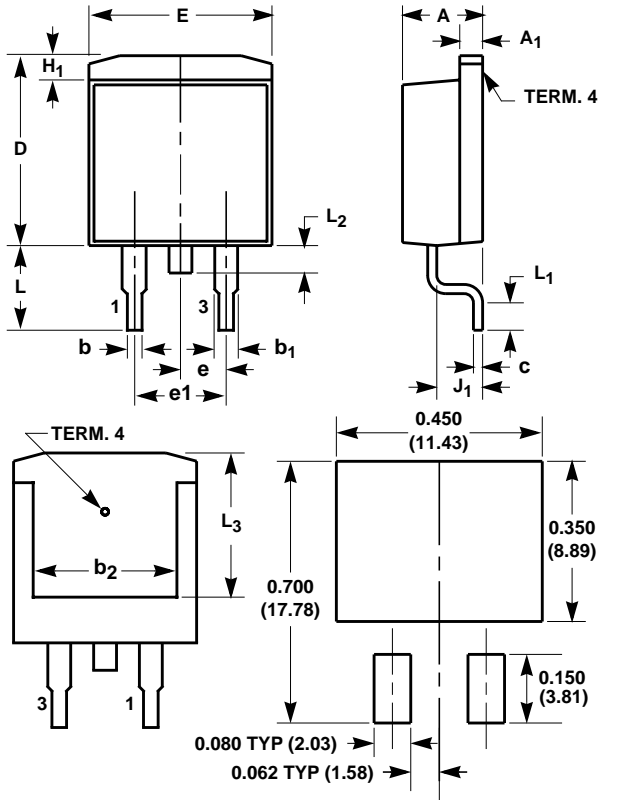 E
A
A1
H1
TERM. 4
D
L2
L
L1
1
3
b
b1
e
c
e1
J1
TERM. 4
0.450
(11.43)
L3
0.350
(8.89)
b2
0.700
(17.78)
3
1
0.150
(3.81)
0.080 TYP (2.03)
0.062 TYP (1.58)